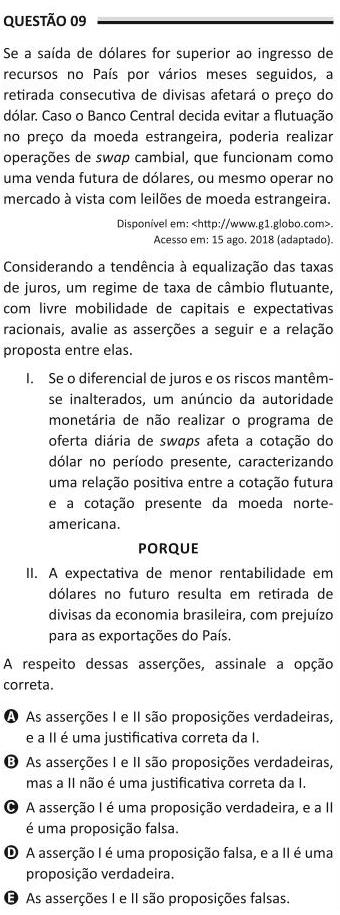 QUESTÃO 09
Se a saída de dólares for superior ao ingresso de
recursos no País por vários meses seguidos, a
retirada consecutiva de divisas afetará o preço do
dólar. Caso o Banco Central decida evitar a flutuação
no preço da moeda estrangeira, poderia realizar
operações de swap cambial, que funcionam como
uma venda futura de dólares, ou mesmo operar no
mercado à vista com leilões de moeda estrangeira.
Disponível em: <http://www.g1.globo.com>.
Acesso em: 15 ago. 2018 (adaptado).
Considerando a tendência à equalização das taxas
de juros, um regime de taxa de câmbio flutuante,
com livre mobilidade de capitais e expectativas
racionais, avalie as asserções a seguir e a relação
proposta entre elas.
I. Se o diferencial de juros e os riscos mantêm-
se inalterados, um anúncio da autoridade
monetária de não realizar o programa de
oferta diária de swaps afeta a cotação do
dólar no período presente, caracterizando
uma relação positiva entre a cotação futura
e a cotação presente da moeda norte-
americana.
PORQUE
II. A expectativa de menor rentabilidade em
dólares no futuro resulta em retirada de
divisas da economia brasileira, com prejuízo
para as exportações do País.
A respeito dessas asserções, assinale a opção
correta.
A As asserções I e II são proposições verdadeiras,
e a II é uma justificativa correta da I.
B As asserções I e II são proposições verdadeiras,
mas a II não é uma justificativa correta da I.
C A asserção I é uma proposição verdadeira, e a II
é uma proposição falsa.
D A asserção I é uma proposição falsa, e a II é uma
proposição verdadeira.
E As asserções I e II são proposições falsas.